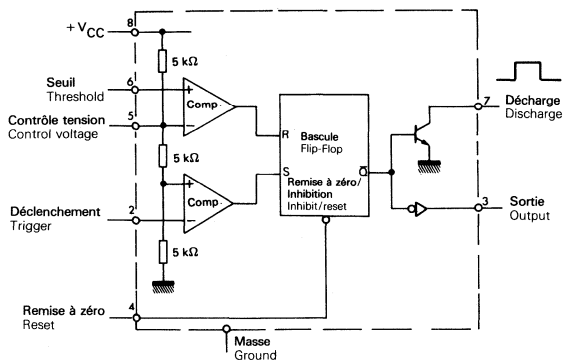 + VCC
8
5 kΩ
Seuil
Threshold
6
+
Comp.
-
Contrôle tension
Control voltage
5
5 kΩ
R
Bascule
Flip-Flop
S
Remise à zéro/
Inhibition
Inhibit/reset
Q̅
7
Décharge
Discharge
+
Comp.
-
Déclenchement
Trigger
2
5 kΩ
3
Sortie
Output
Remise à zéro
Reset
4
Masse
Ground